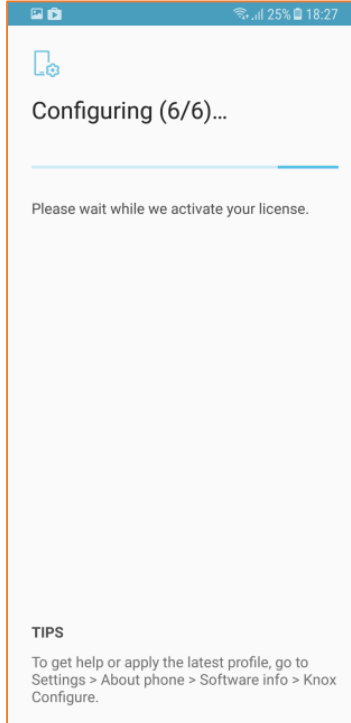 25% 18:27
Configuring (6/6)...
Please wait while we activate your license.
TIPS
To get help or apply the latest profile, go to
Settings > About phone > Software info > Knox
Configure.